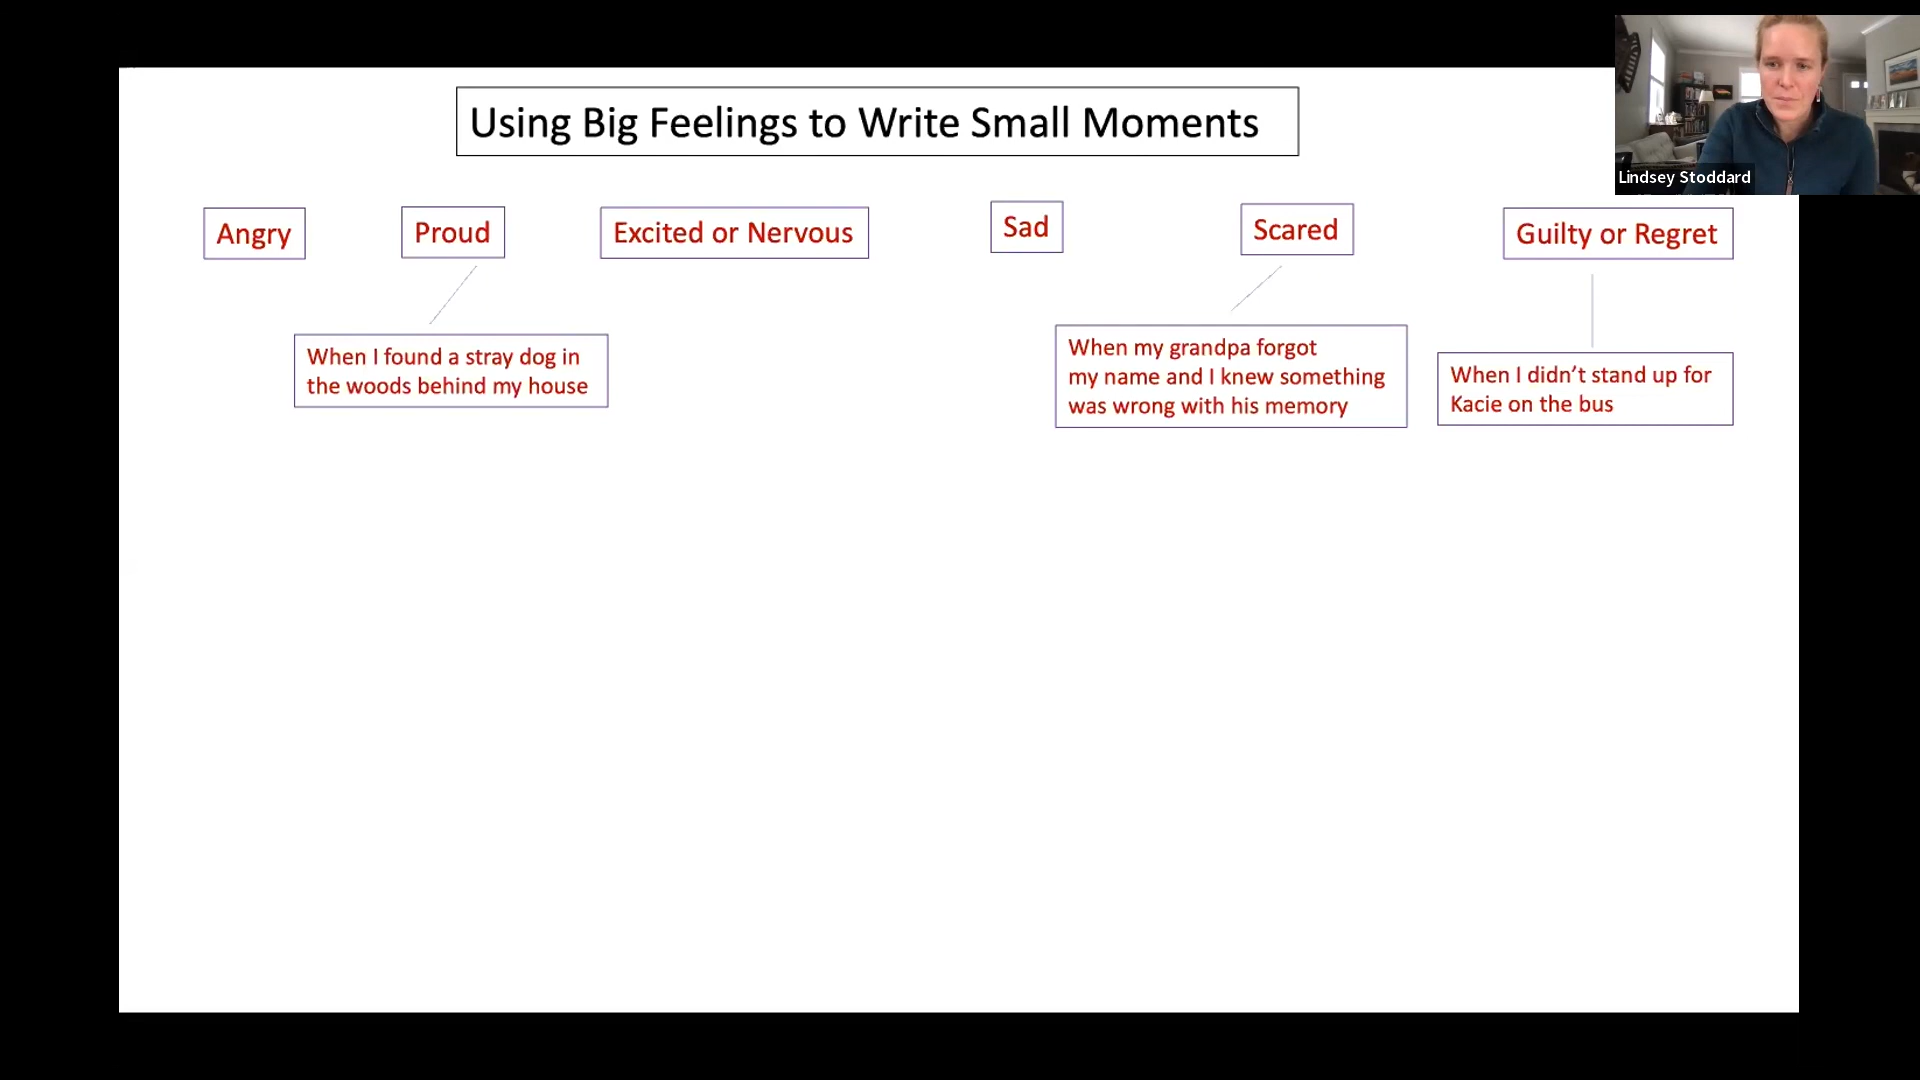 Using Big Feelings to Write Small Moments
Lindsey Stoddard
Angry
Proud
Excited or Nervous
Sad
Scared
Guilty or Regret
When I found a stray dog in
the woods behind my house
When my grandpa forgot
my name and I knew something
was wrong with his memory
When I didn't stand up for
Kacie on the bus